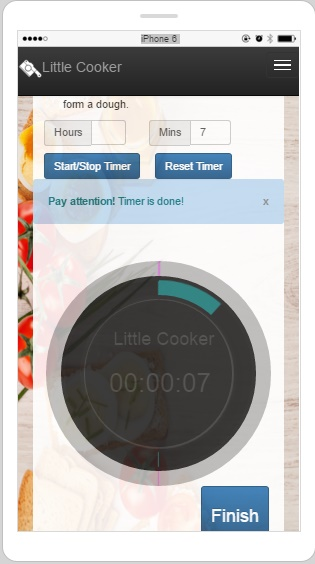 iPhone 6
Little Cooker
form a dough.
Hours
Mins 7
Start/Stop Timer Reset Timer
Pay attention! Timer is done! x
Little Cooker
00:00:07
Finish